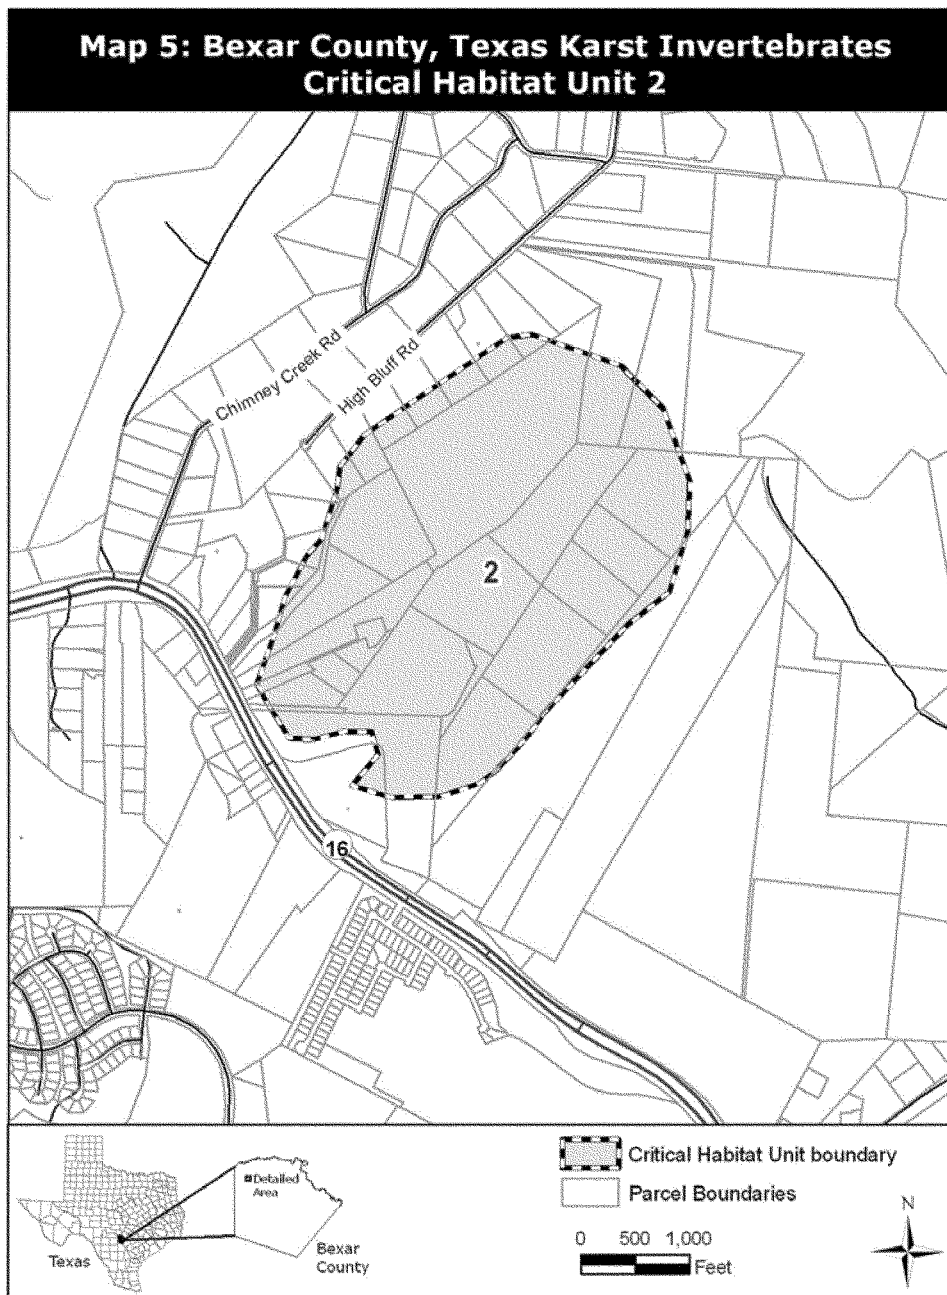 Map 5: Bexar County, Texas Karst Invertebrates
Critical Habitat Unit 2
Chimney Creek Rd
High Bluff Rd
2
16
Texas
Detailed
Area
Bexar
County
Critical Habitat Unit boundary
Parcel Boundaries
0 500 1,000
Feet
N